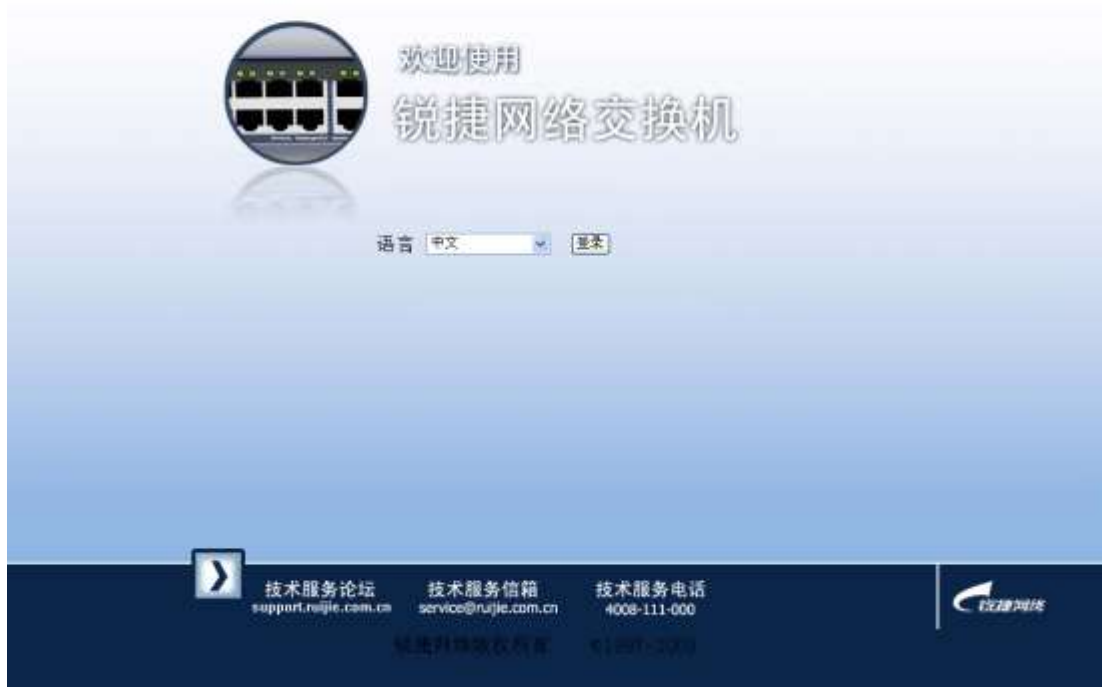 欢迎使用
锐捷网络交换机
语言 中文 登录
技术服务论坛 技术服务信箱 技术服务电话
support.ruijie.com.cn service@ruijie.com.cn 4008-111-000
锐捷网络